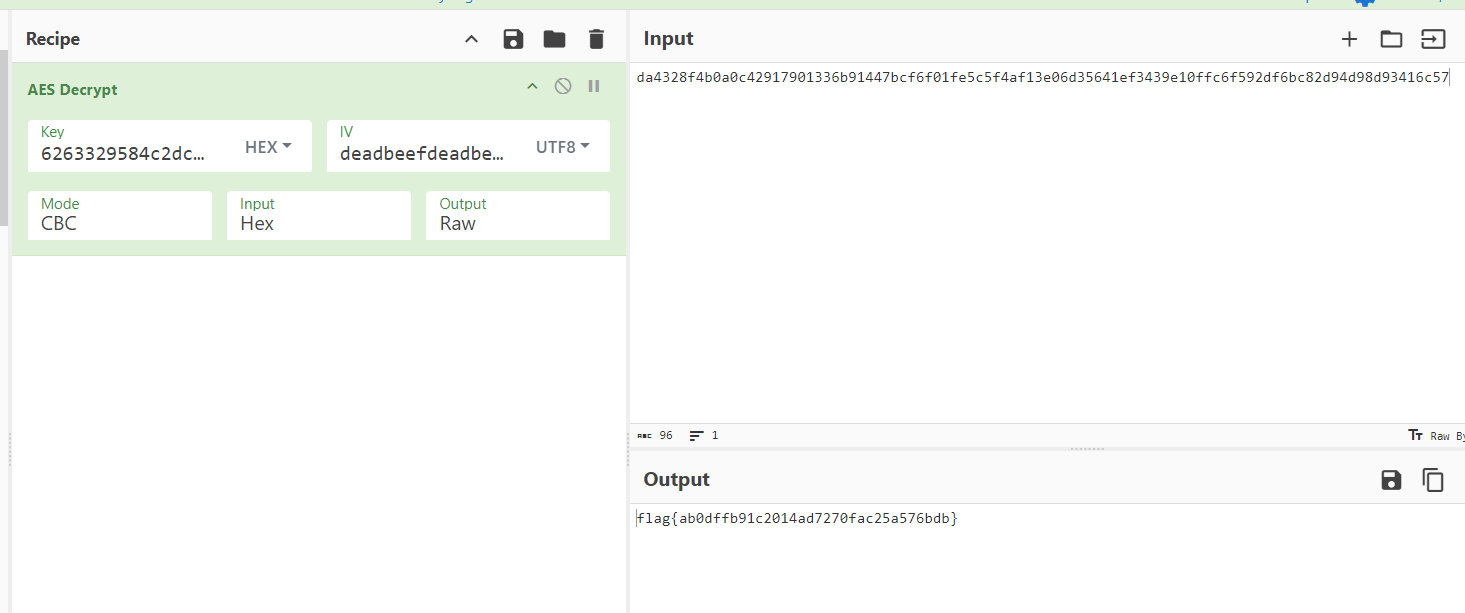 Recipe
AES Decrypt
Key
6263329584c2dc...
HEX
IV
deadbeefdeadbe...
UTF8
Mode
CBC
Input
Hex
Output
Raw
Input
da4328f4b0a0c42917901336b91447bcf6f01fe5c5f4af13e06d35641ef3439e10ffc6f592df6bc82d94d98d93416c57
ABC 96
1
Tт Raw By
Output
flag{ab0dffb91c2014ad7270fac25a576bdb}